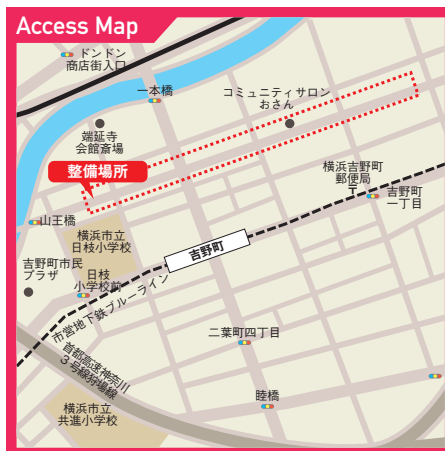 Access Map
ドンドン
商店街入口
一本橋
コミュニティサロン
おさん
端延寺
会館斎場
整備場所
横浜吉野町
郵便局
吉野町
一丁目
山王橋
横浜市立
日枝小学校
吉野町
吉野町市民
プラザ
日枝
小学校前
市営地下鉄ブルーライン
首都高速神奈川
3号線狩場線
二葉町四丁目
睦橋
横浜市立
共進小学校